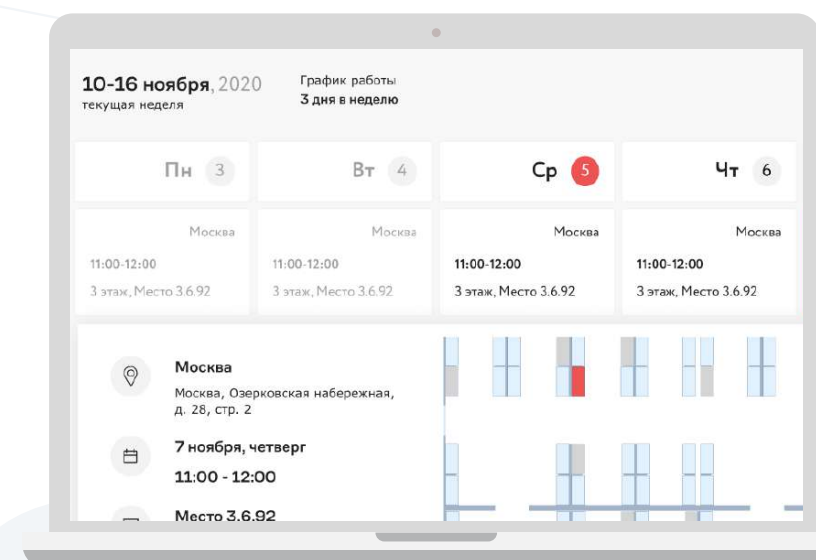 10-16 ноября, 2020
текущая неделя
График работы
3 дня в неделю
Пн 3
Вт 4
Ср 5
Чт 6
Москва
11:00-12:00
3 этаж, Место 3.6.92
Москва
11:00-12:00
3 этаж, Место 3.6.92
Москва
11:00-12:00
3 этаж, Место 3.6.92
Москва
11:00-12:00
3 этаж, Место 3.6.92
Москва
Москва, Озерковская набережная,
д. 28, стр. 2
7 ноября, четверг
11:00 - 12:00
Место 3.6.92